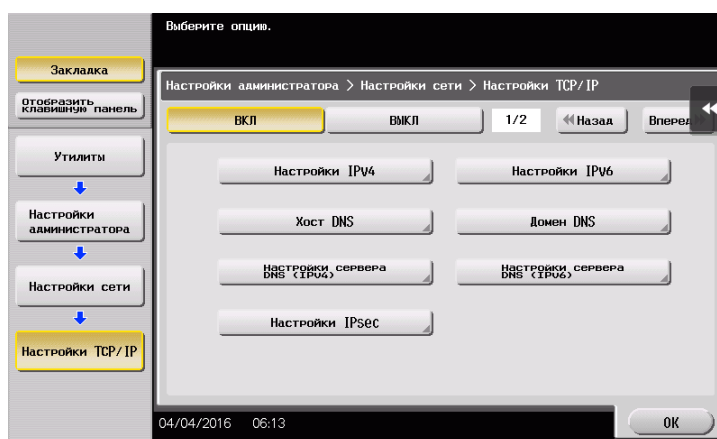 Выберите опцию.
Закладка
Отобразить
клавишную панель
Настройки администратора > Настройки сети > Настройки TCP/IP
ВКЛ
ВЫКЛ
1/2
Назад
Вперед
Утилиты
Настройки
администратора
Настройки сети
Настройки TCP/IP
Настройки IPv4
Настройки IPv6
Хост DNS
Домен DNS
Настройки сервера
DNS (IPv4)
Настройки сервера
DNS (IPv6)
Настройки IPsec
04/04/2016 06:13
OK